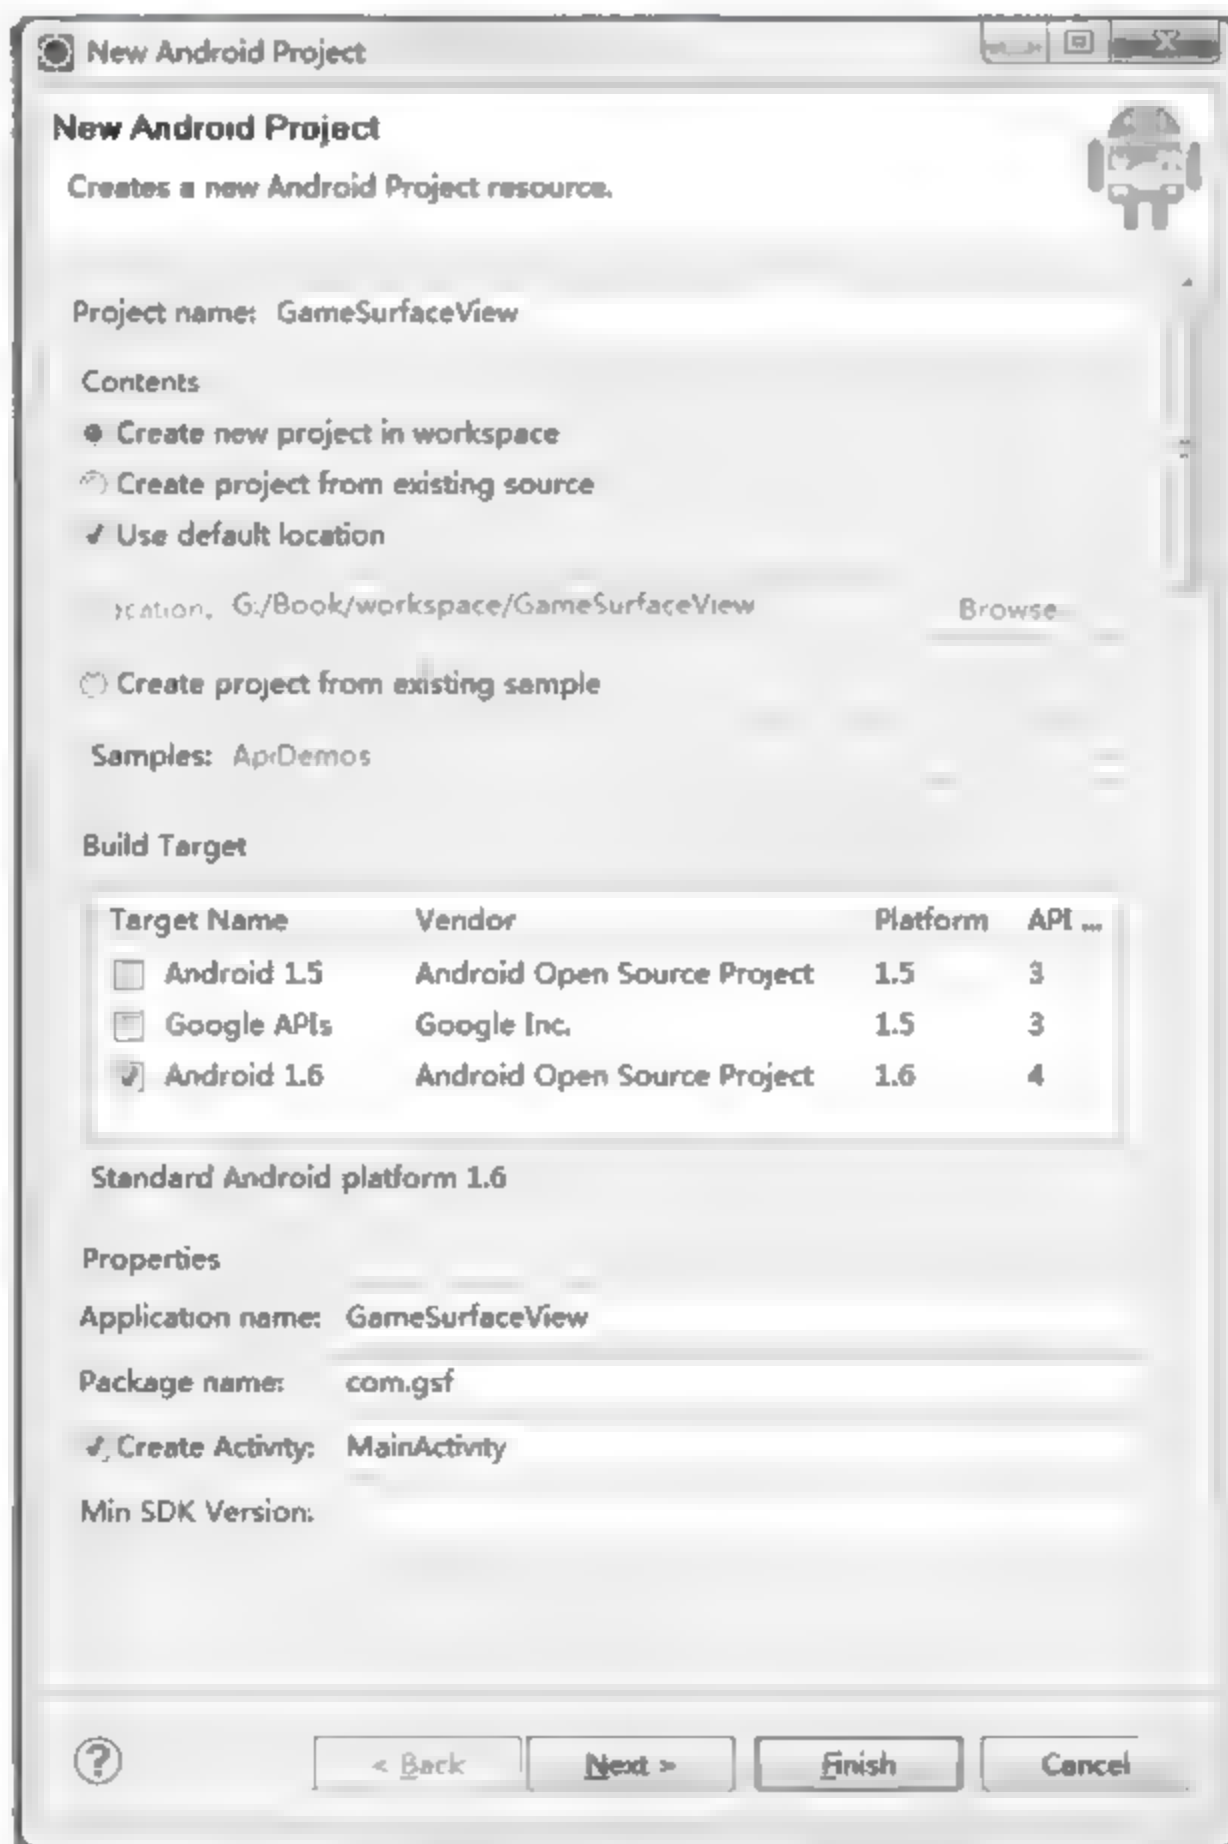 New Android Project
New Android Project
Creates a new Android Project resource.
Project name: GameSurfaceView
Contents
Create new project in workspace
Create project from existing source
Use default location
G:/Book/workspace/GameSurfaceView Browse
Create project from existing sample
Samples: ApiDemos
Build Target
Target Name Vendor Platform API ...
Android 1.5 Android Open Source Project 1.5 3
Google APIs Google Inc. 1.5 3
Android 1.6 Android Open Source Project 1.6 4
Standard Android platform 1.6
Properties
Application name: GameSurfaceView
Package name: com.gsf
Create Activity: MainActivity
Min SDK Version:
< Back Next > Finish Cancel